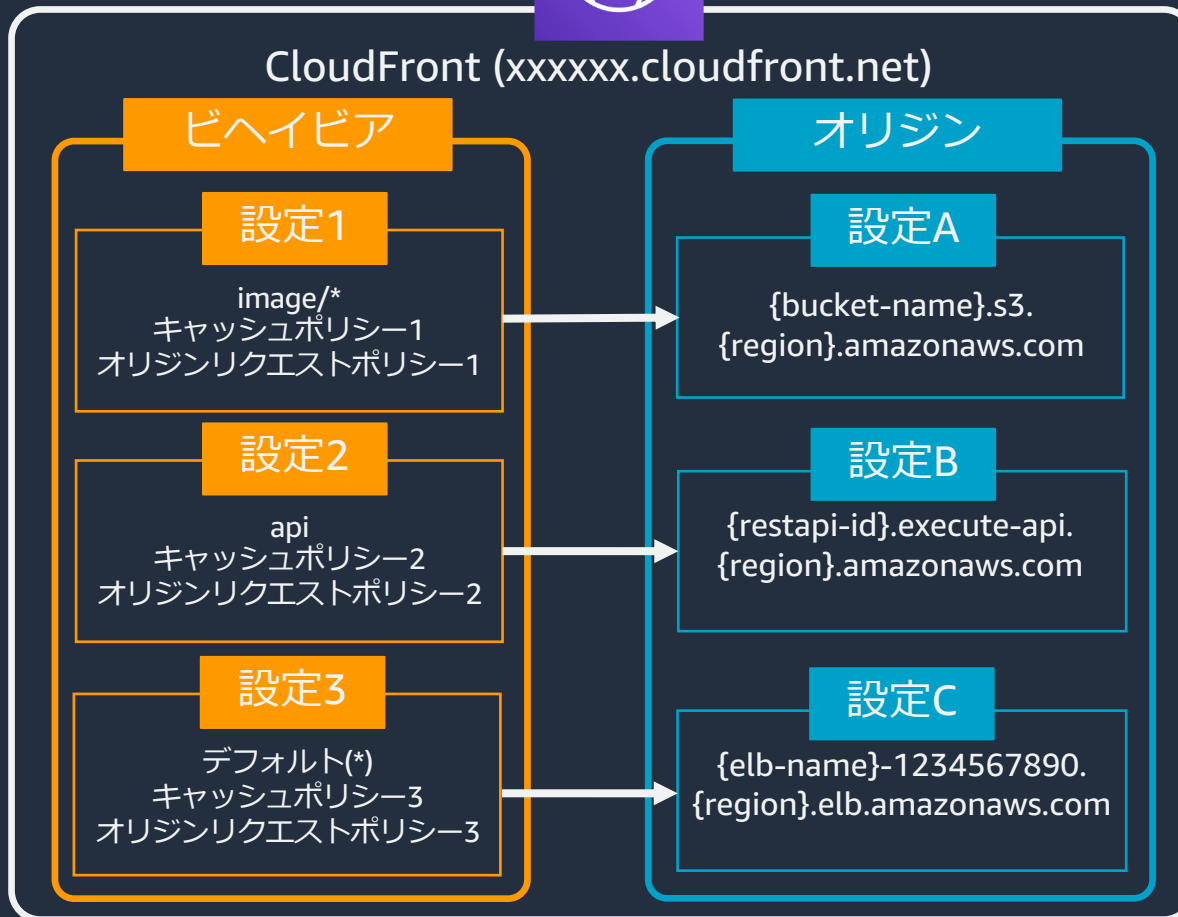 CloudFront (xxxxxx.cloudfront.net)
ビヘイビア
設定1
image/*
キャッシュポリシー1
オリジンリクエストポリシー1
設定2
api
キャッシュポリシー2
オリジンリクエストポリシー2
設定3
デフォルト(*)
キャッシュポリシー3
オリジンリクエストポリシー3
オリジン
設定A
{bucket-name}.s3.
{region}.amazonaws.com
設定B
{restapi-id}.execute-api.
{region}.amazonaws.com
設定C
{elb-name}-1234567890.
{region}.elb.amazonaws.com